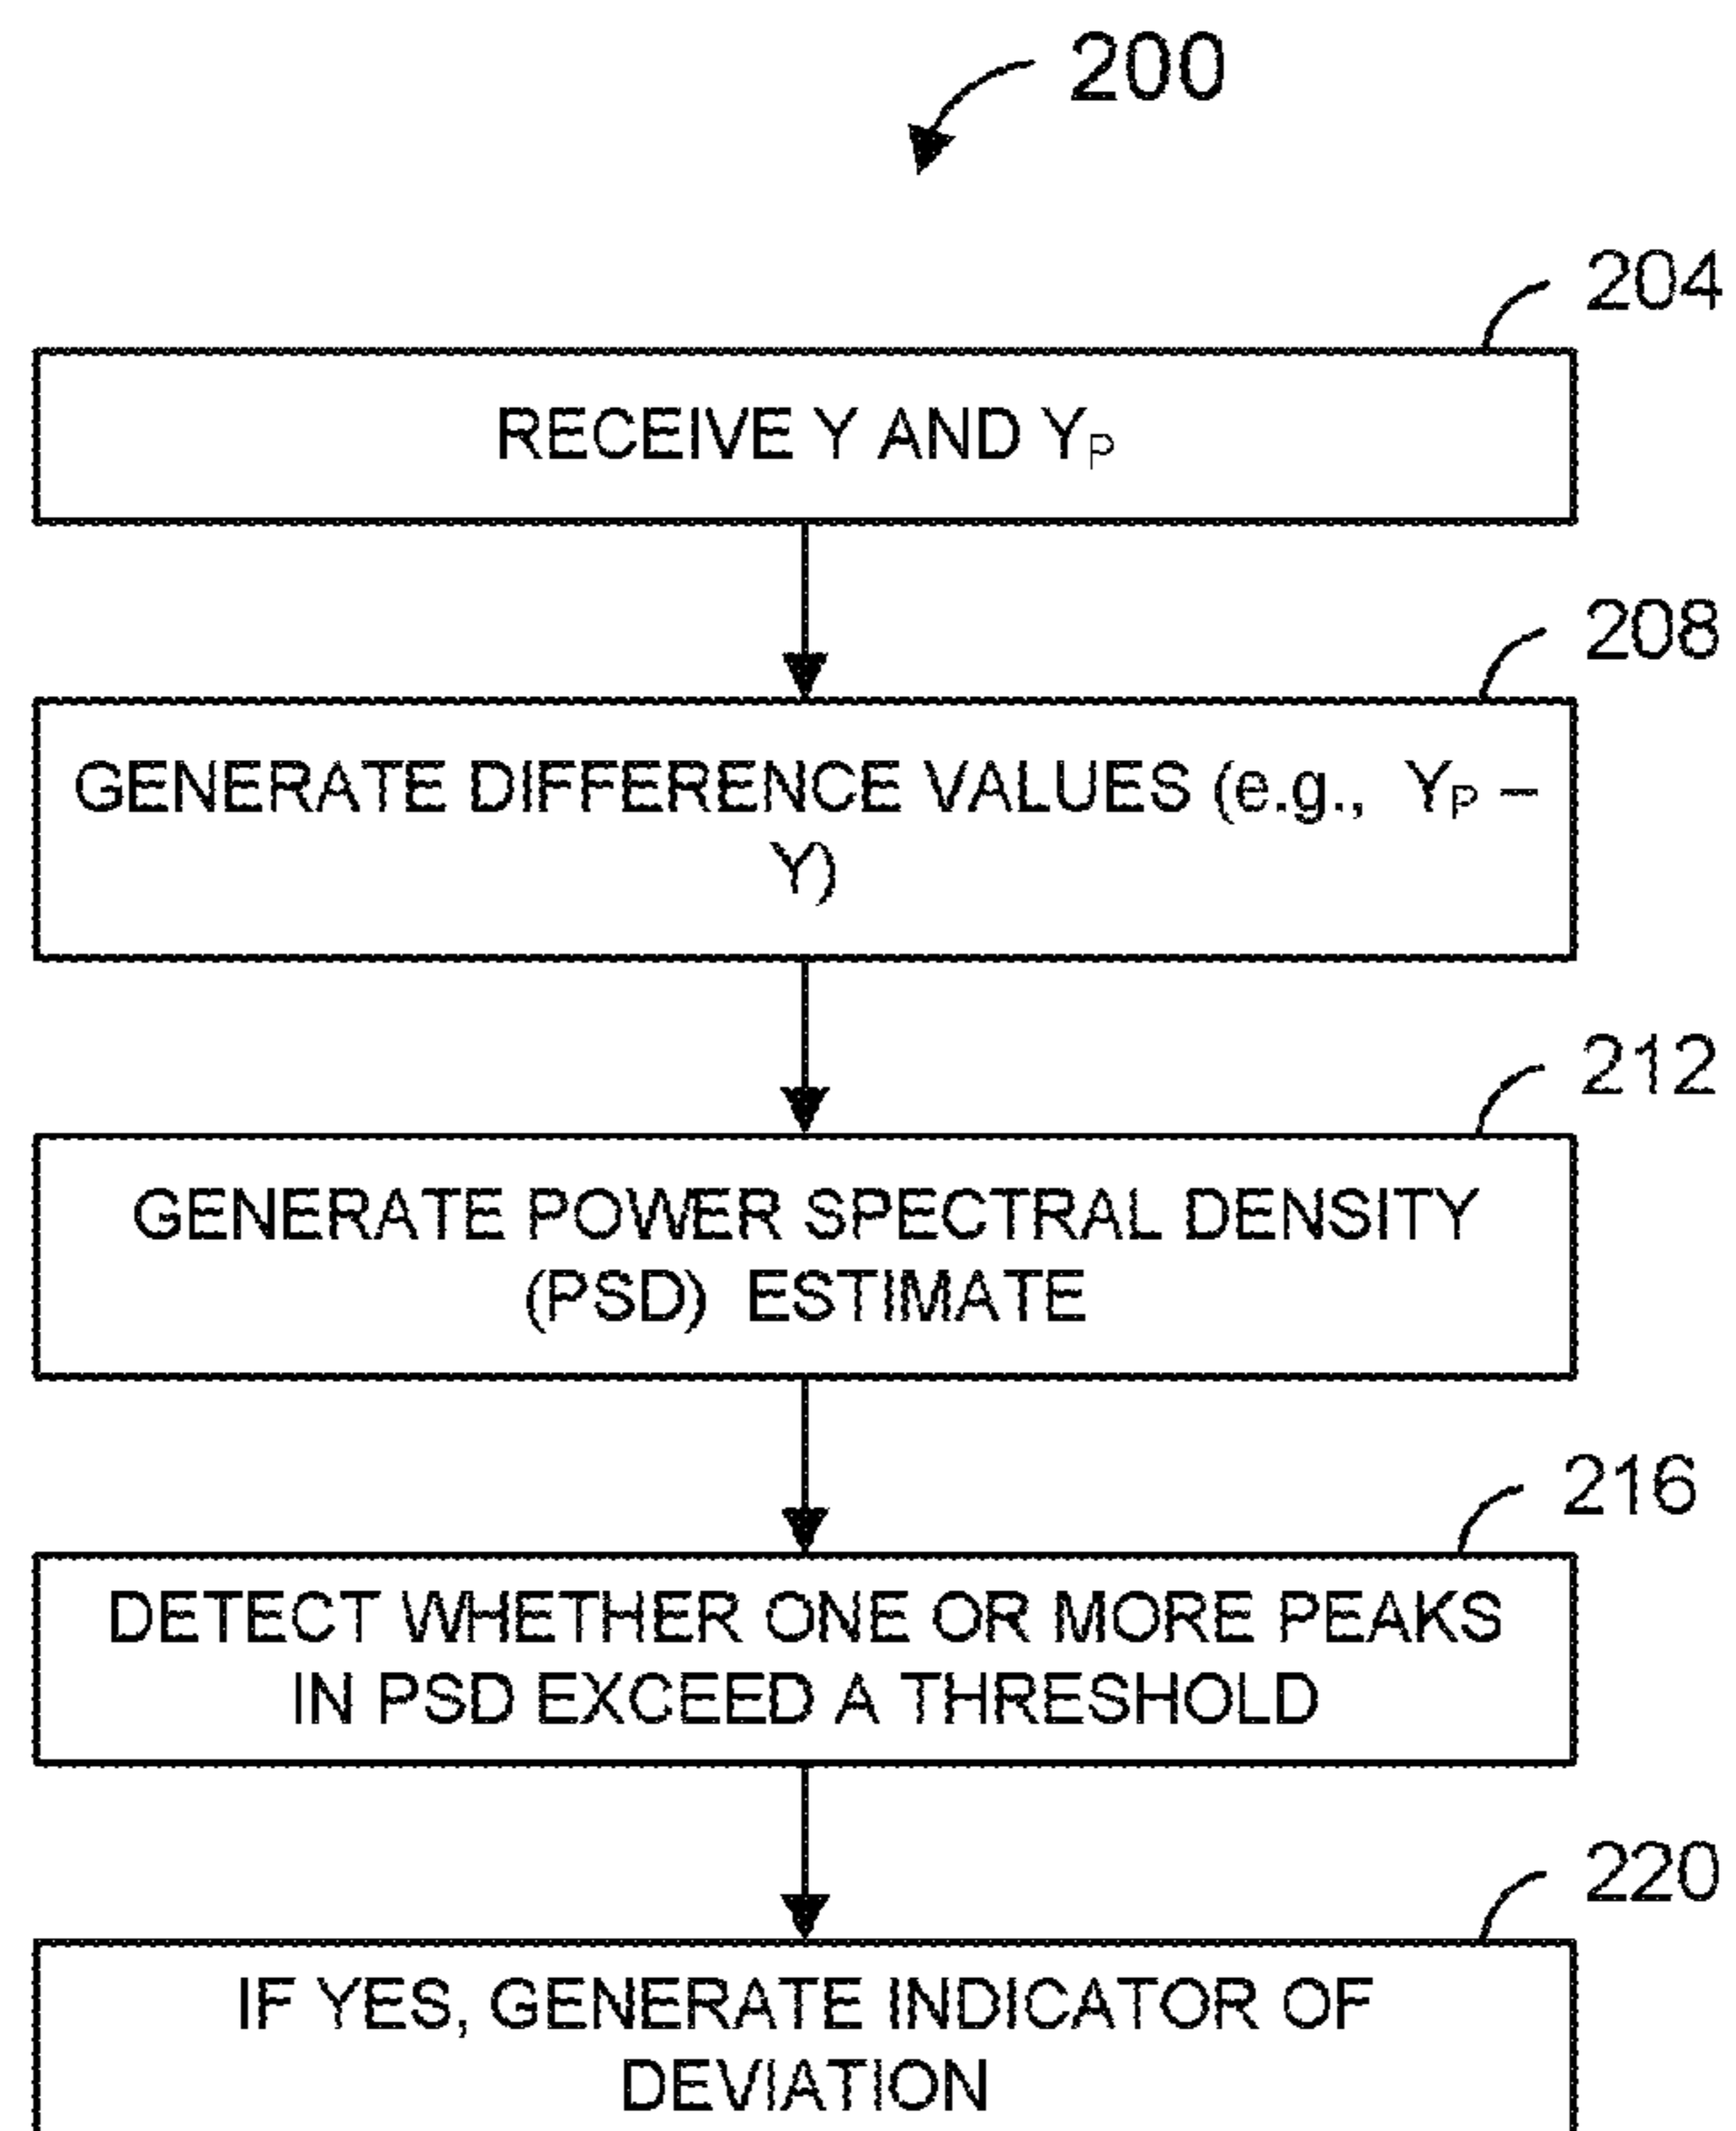 200
204
RECEIVE Y AND YP
208
GENERATE DIFFERENCE VALUES (e.g., YP –
Y)
212
GENERATE POWER SPECTRAL DENSITY
(PSD) ESTIMATE
216
DETECT WHETHER ONE OR MORE PEAKS
IN PSD EXCEED A THRESHOLD
220
IF YES, GENERATE INDICATOR OF
DEVIATION